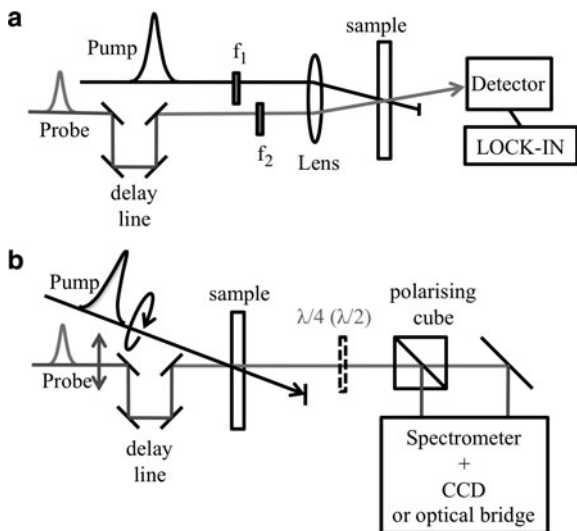 a
Pump
f1
sample
Detector
Probe
f2
Lens
LOCK-IN
delay
line
b
Pump
sample
λ/4 (λ/2)
polarising
cube
Probe
delay
line
Spectrometer
+
CCD
or optical bridge